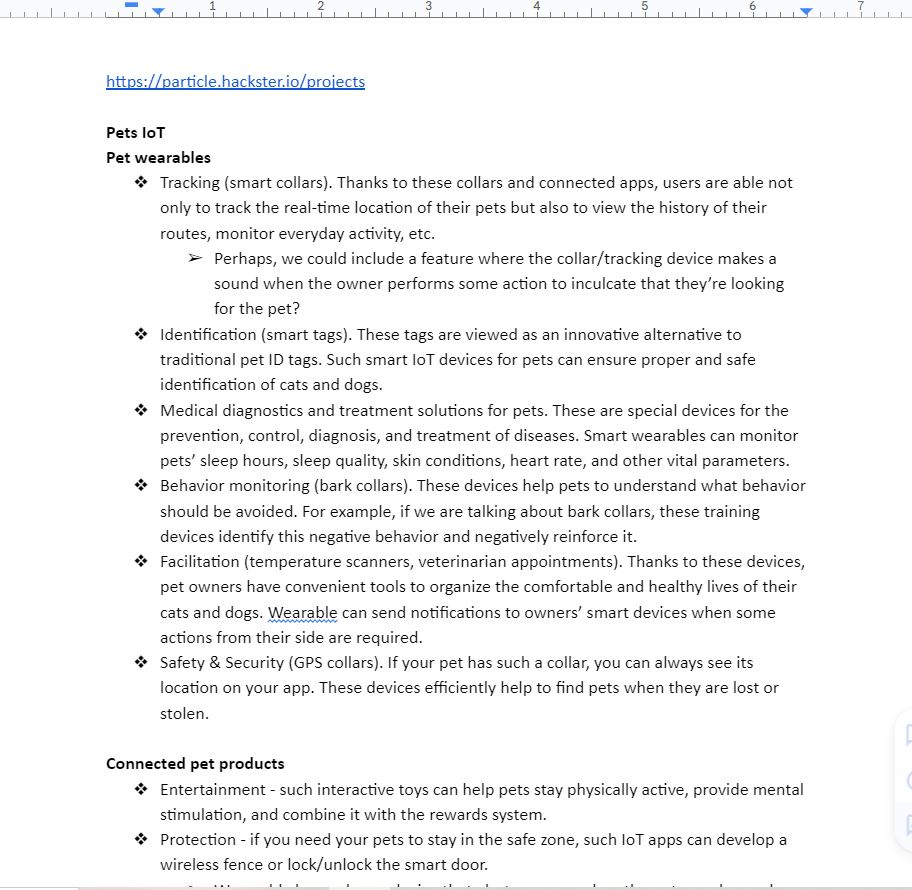 1 2 3 4 5 6 7
https://particle.hackster.io/projects
Pets IoT
Pet wearables
❖ Tracking (smart collars). Thanks to these collars and connected apps, users are able not
only to track the real-time location of their pets but also to view the history of their
routes, monitor everyday activity, etc.
➢ Perhaps, we could include a feature where the collar/tracking device makes a
sound when the owner performs some action to inculcate that they’re looking
for the pet?
❖ Identification (smart tags). These tags are viewed as an innovative alternative to
traditional pet ID tags. Such smart IoT devices for pets can ensure proper and safe
identification of cats and dogs.
❖ Medical diagnostics and treatment solutions for pets. These are special devices for the
prevention, control, diagnosis, and treatment of diseases. Smart wearables can monitor
pets’ sleep hours, sleep quality, skin conditions, heart rate, and other vital parameters.
❖ Behavior monitoring (bark collars). These devices help pets to understand what behavior
should be avoided. For example, if we are talking about bark collars, these training
devices identify this negative behavior and negatively reinforce it.
❖ Facilitation (temperature scanners, veterinarian appointments). Thanks to these devices,
pet owners have convenient tools to organize the comfortable and healthy lives of their
cats and dogs. Wearable can send notifications to owners’ smart devices when some
actions from their side are required.
❖ Safety & Security (GPS collars). If your pet has such a collar, you can always see its
location on your app. These devices efficiently help to find pets when they are lost or
stolen.
Connected pet products
❖ Entertainment - such interactive toys can help pets stay physically active, provide mental
stimulation, and combine it with the rewards system.
❖ Protection - if you need your pets to stay in the safe zone, such IoT apps can develop a
wireless fence or lock/unlock the smart door.